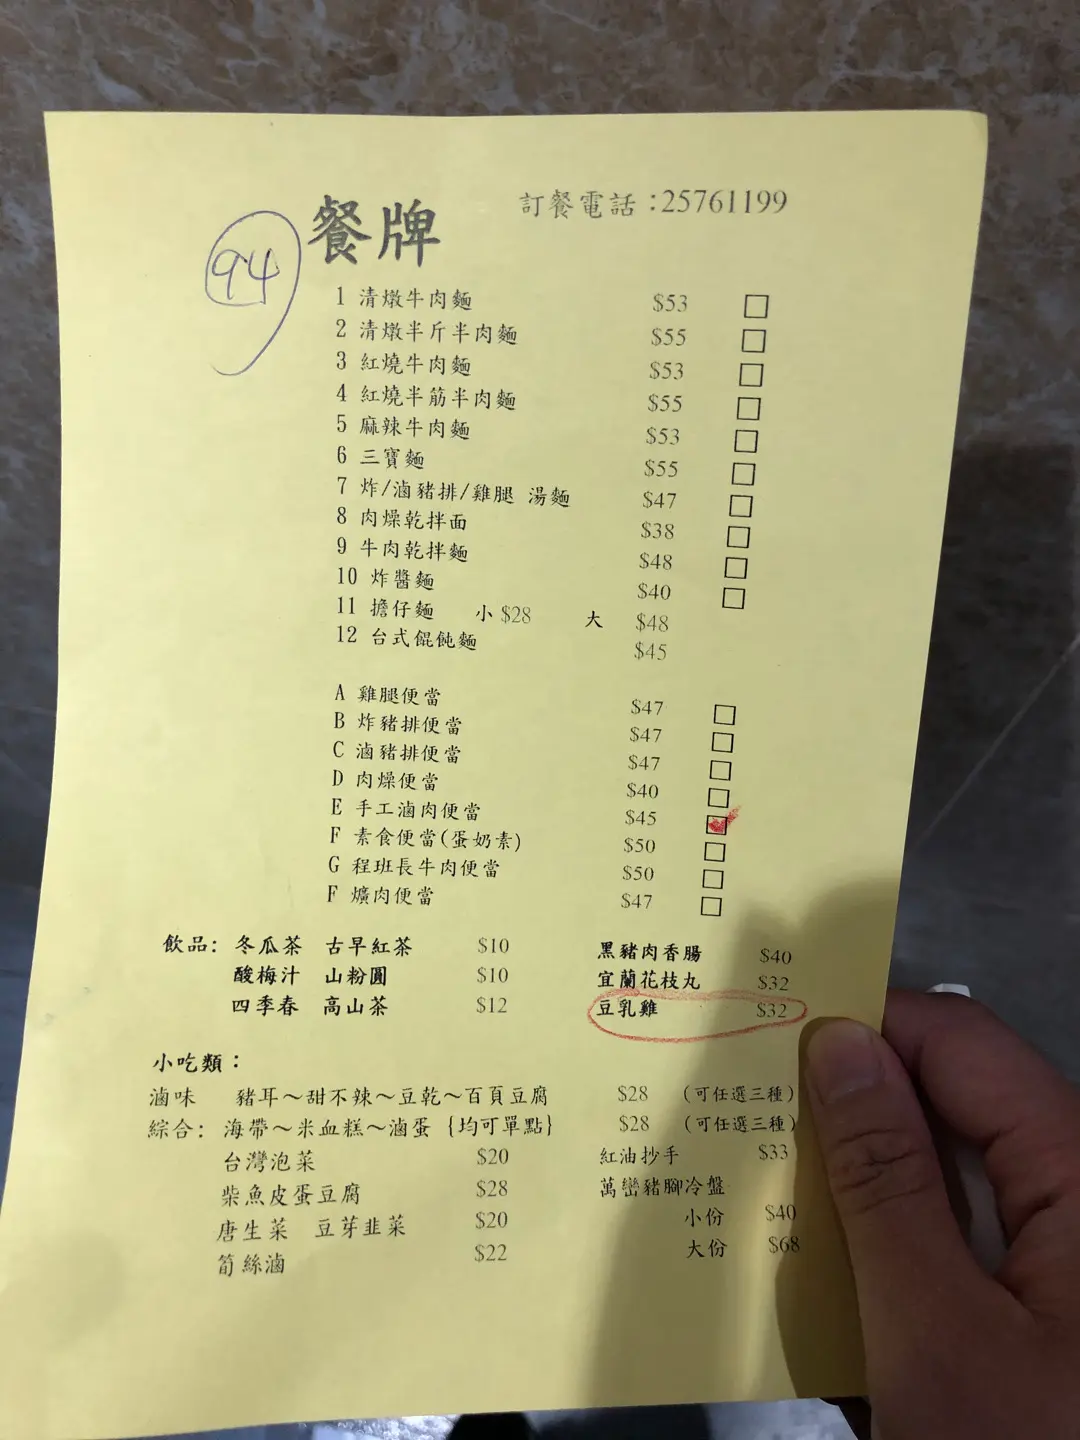 餐牌 訂餐電話：25761199
94
1 清燉牛肉麵 $53 □
2 清燉半斤半肉麵 $55 □
3 紅燒牛肉麵 $53 □
4 紅燒半筋半肉麵 $55 □
5 麻辣牛肉麵 $53 □
6 三寶麵 $55 □
7 炸/滷豬排/雞腿 湯麵 $47 □
8 肉燥乾拌面 $38 □
9 牛肉乾拌麵 $48 □
10 炸醬麵 $40 □
11 擔仔麵 小 $28 大 $48
12 台式餛飩麵 $45
A 雞腿便當 $47 □
B 炸豬排便當 $47 □
C 滷豬排便當 $47 □
D 肉燥便當 $40 □
E 手工滷肉便當 $45 ☑
F 素食便當(蛋奶素) $50 □
G 程班長牛肉便當 $50 □
F 爌肉便當 $47 □
飲品: 冬瓜茶 古早紅茶 $10 黑豬肉香腸 $40
酸梅汁 山粉圓 $10 宜蘭花枝丸 $32
四季春 高山茶 $12 豆乳雞 $32
小吃類：
滷味 豬耳～甜不辣～豆乾～百頁豆腐 $28 (可任選三種)
綜合: 海帶～米血糕～滷蛋 {均可單點} $28 (可任選三種)
台灣泡菜 $20 紅油抄手 $33
柴魚皮蛋豆腐 $28 萬巒豬腳冷盤
唐生菜 豆芽韭菜 $20 小份 $40
筍絲滷 $22 大份 $68